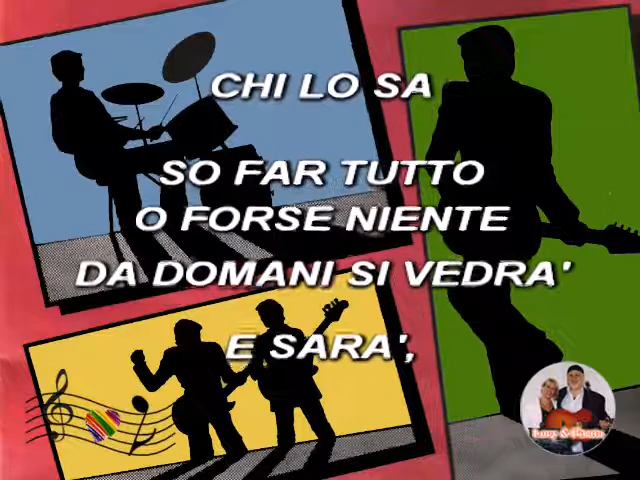 CHI LO SA
SO FAR TUTTO
O FORSE NIENTE
DA DOMANI SI VEDRA'
E SARA',